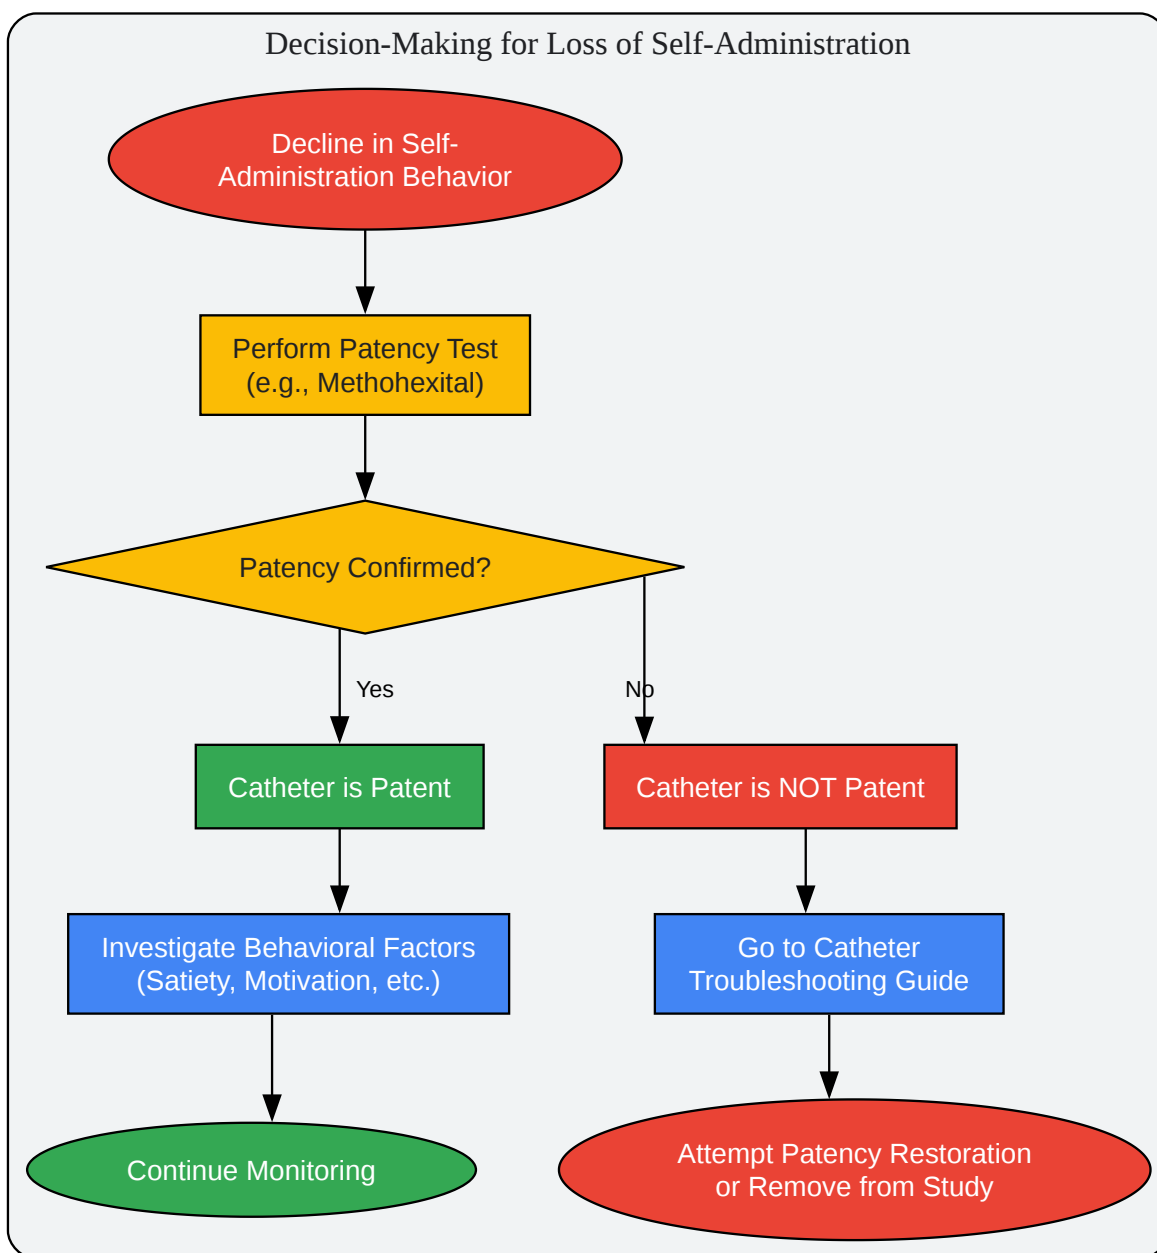 Decision-Making for Loss of Self-Administration
Decline in Self-
Administration Behavior
Perform Patency Test
(e.g., Methohexital)
Patency Confirmed?
Yes
No
Catheter is Patent
Catheter is NOT Patent
Investigate Behavioral Factors
(Satiety, Motivation, etc.)
Go to Catheter
Troubleshooting Guide
Continue Monitoring
Attempt Patency Restoration
or Remove from Study